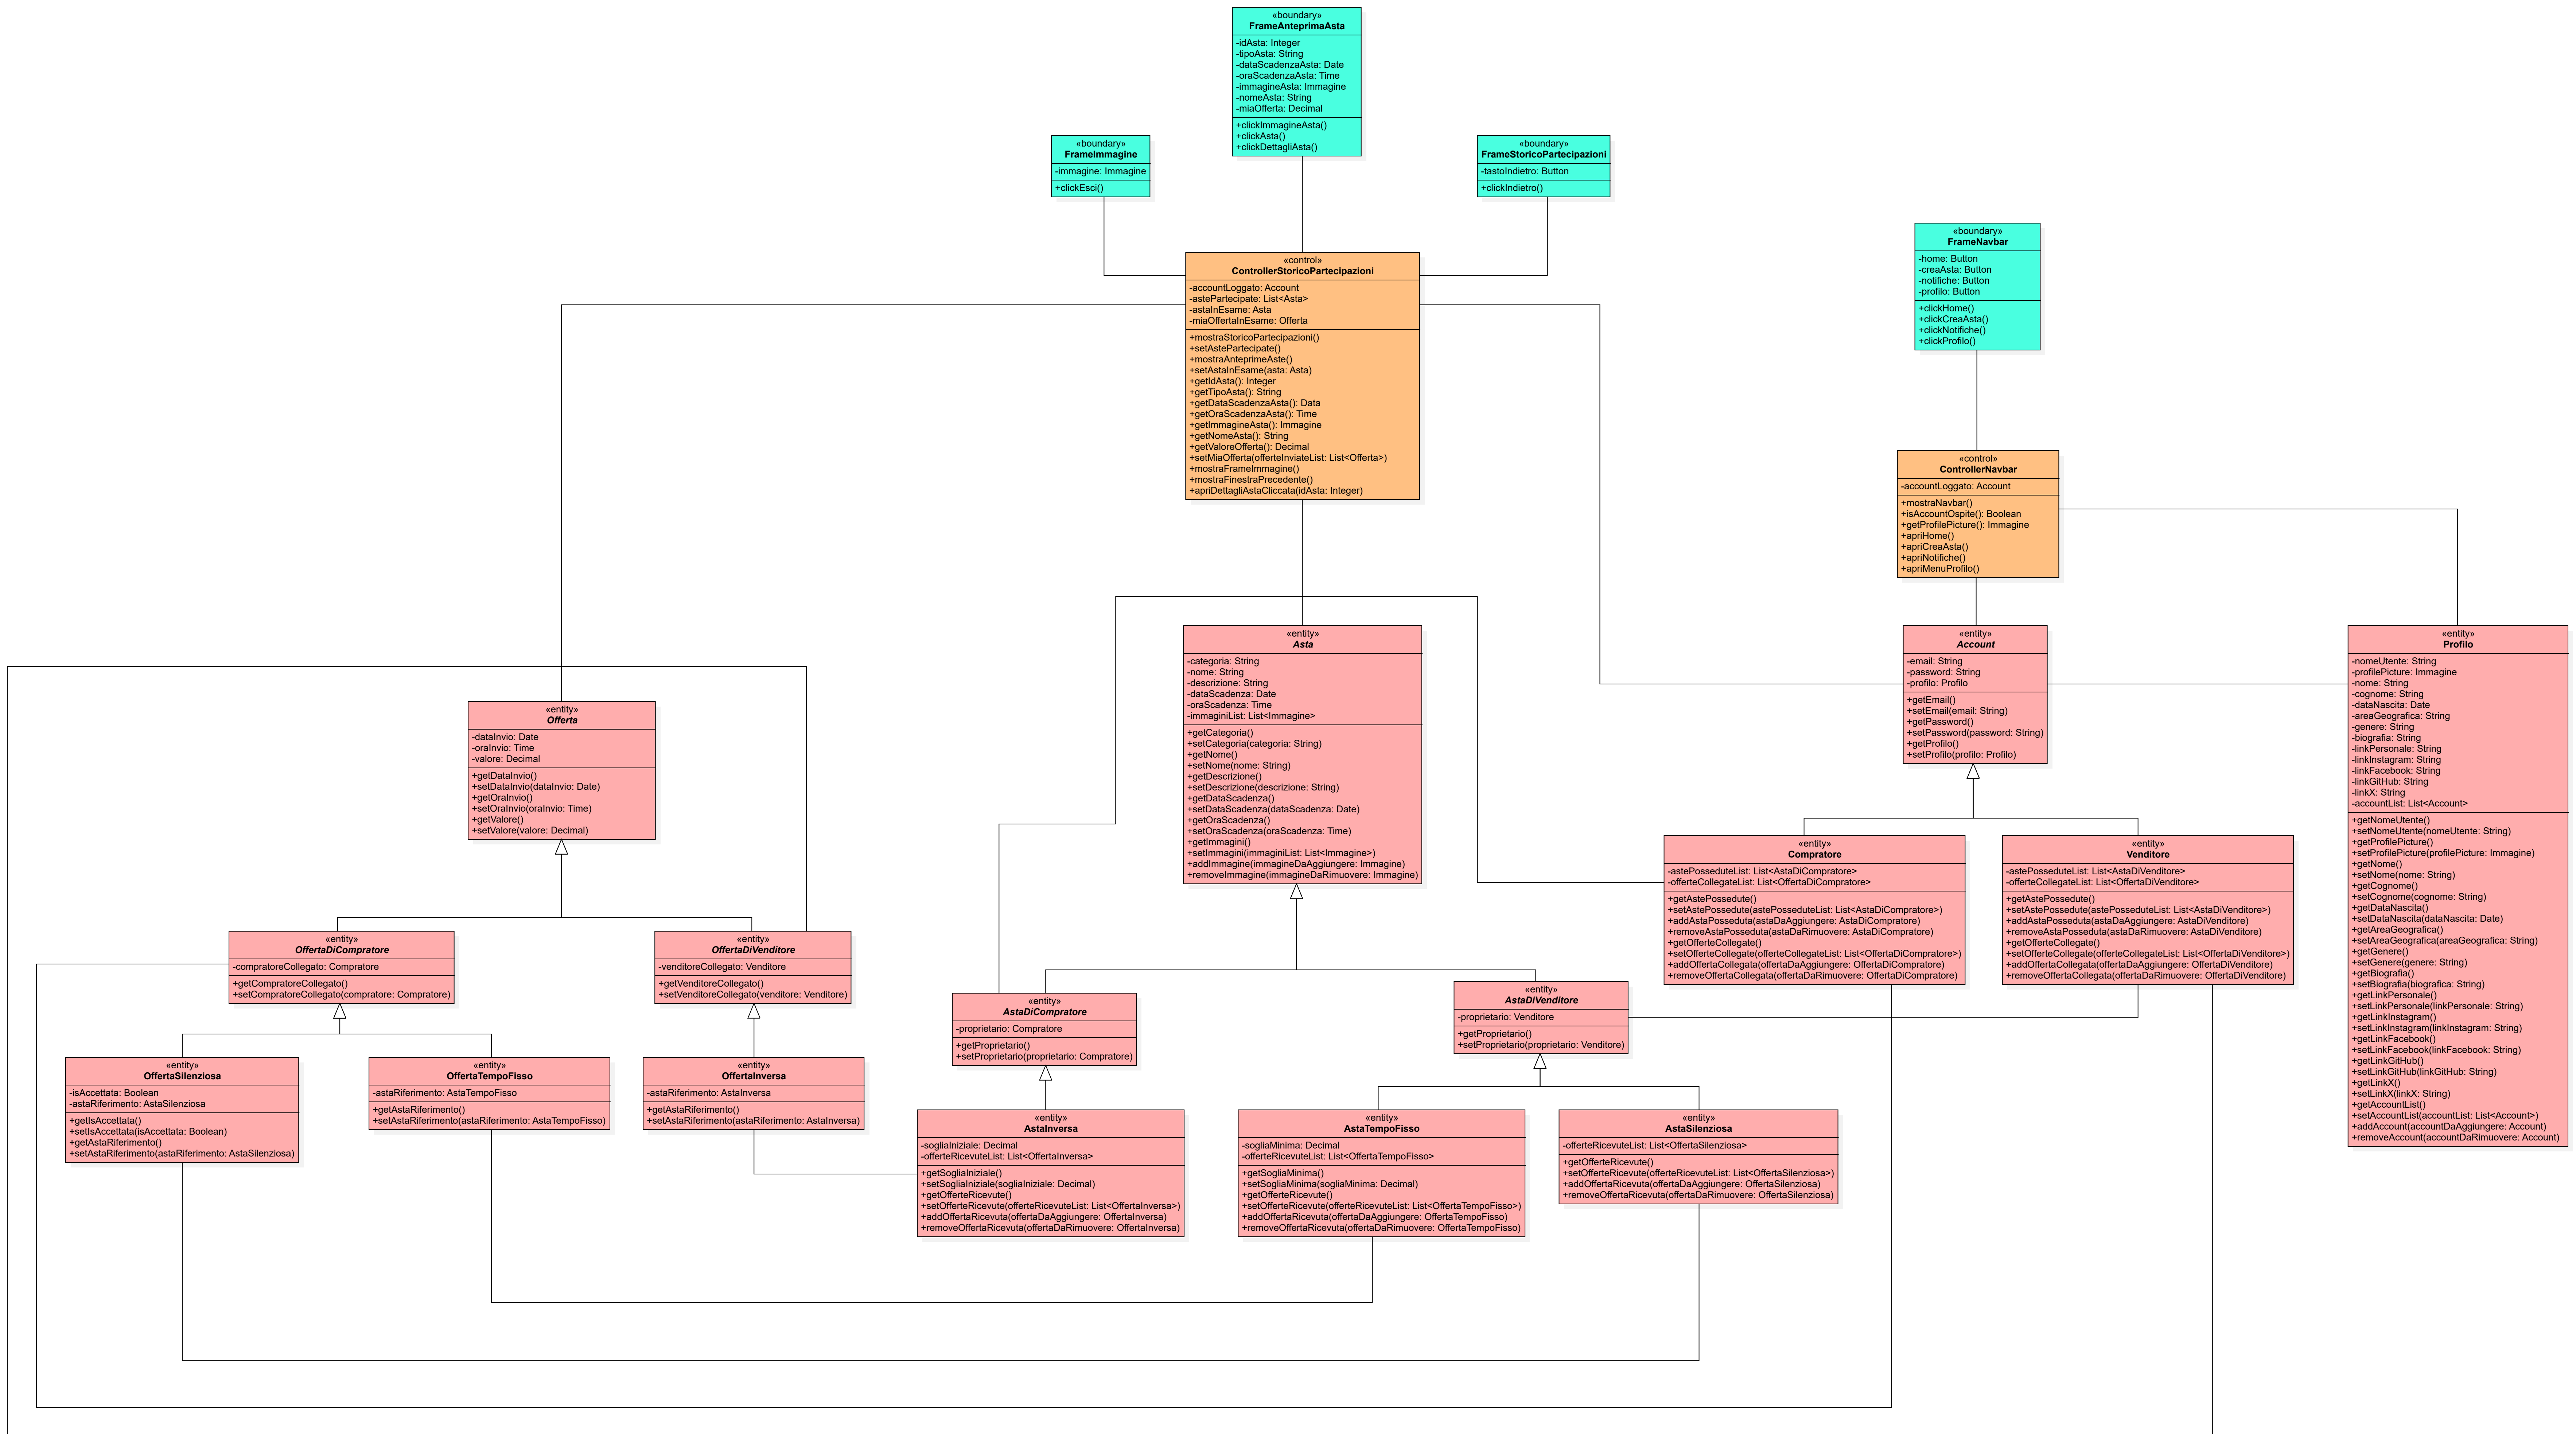 «boundary»
FrameAnteprimaAsta
-idAsta: Integer
-tipoAsta: String
-dataScadenzaAsta: Date
-oraScadenzaAsta: Time
-immagineAsta: Immagine
-nomeAsta: String
-miaOfferta: Decimal
+clickImmagineAsta()
+clickAsta()
+clickDettagliAsta()
«boundary»
FrameImmagine
-immagine: Immagine
+clickEsci()
«boundary»
FrameStoricoPartecipazioni
-tastoIndietro: Button
+clickIndietro()
«boundary»
FrameNavbar
-home: Button
-creaAsta: Button
-notifiche: Button
-profilo: Button
+clickHome()
+clickCreaAsta()
+clickNotifiche()
+clickProfilo()
«control»
ControllerStoricoPartecipazioni
-accountLoggato: Account
-astePartecipate: List<Asta>
-astaInEsame: Asta
-miaOffertaInEsame: Offerta
+mostraStoricoPartecipazioni()
+setAstePartecipate()
+mostraAnteprimeAste()
+setAstaInEsame(asta: Asta)
+getIdAsta(): Integer
+getTipoAsta(): String
+getDataScadenzaAsta(): Data
+getOraScadenzaAsta(): Time
+getImmagineAsta(): Immagine
+getNomeAsta(): String
+getValoreOfferta(): Decimal
+setMiaOfferta(offerteInviateList: List<Offerta>)
+mostraFrameImmagine()
+mostraFinestraPrecedente()
+apriDettagliAstaCliccata(idAsta: Integer)
«control»
ControllerNavbar
-accountLoggato: Account
+mostraNavbar()
+isAccountOspite(): Boolean
+getProfilePicture(): Immagine
+apriHome()
+apriCreaAsta()
+apriNotifiche()
+apriMenuProfilo()
«entity»
Asta
-categoria: String
-nome: String
-descrizione: String
-dataScadenza: Date
-oraScadenza: Time
-immaginiList: List<Immagine>
+getCategoria()
+setCategoria(categoria: String)
+getNome()
+setNome(nome: String)
+getDescrizione()
+setDescrizione(descrizione: String)
+getDataScadenza()
+setDataScadenza(dataScadenza: Date)
+getOraScadenza()
+setOraScadenza(oraScadenza: Time)
+getImmagini()
+setImmagini(immaginiList: List<Immagine>)
+addImmagine(immagineDaAggiungere: Immagine)
+removeImmagine(immagineDaRimuovere: Immagine)
«entity»
Account
-email: String
-password: String
-profilo: Profilo
+getEmail()
+setEmail(email: String)
+getPassword()
+setPassword(password: String)
+getProfilo()
+setProfilo(profilo: Profilo)
«entity»
Profilo
-nomeUtente: String
-profilePicture: Immagine
-nome: String
-cognome: String
-dataNascita: Date
-areaGeografica: String
-genere: String
-biografia: String
-linkPersonale: String
-linkInstagram: String
-linkFacebook: String
-linkGitHub: String
-linkX: String
-accountList: List<Account>
+getNomeUtente()
+setNomeUtente(nomeUtente: String)
+getProfilePicture()
+setProfilePicture(profilePicture: Immagine)
+getNome()
+setNome(nome: String)
+getCognome()
+setCognome(cognome: String)
+getDataNascita()
+setDataNascita(dataNascita: Date)
+getAreaGeografica()
+setAreaGeografica(areaGeografica: String)
+getGenere()
+setGenere(genere: String)
+getBiografia()
+setBiografia(biografica: String)
+getLinkPersonale()
+setLinkPersonale(linkPersonale: String)
+getLinkInstagram()
+setLinkInstagram(linkInstagram: String)
+getLinkFacebook()
+setLinkFacebook(linkFacebook: String)
+getLinkGitHub()
+setLinkGitHub(linkGitHub: String)
+getLinkX()
+setLinkX(linkX: String)
+getAccountList()
+setAccountList(accountList: List<Account>)
+addAccount(accountDaAggiungere: Account)
+removeAccount(accountDaRimuovere: Account)
«entity»
Offerta
-dataInvio: Date
-oraInvio: Time
-valore: Decimal
+getDataInvio()
+setDataInvio(dataInvio: Date)
+getOraInvio()
+setOraInvio(oraInvio: Time)
+getValore()
+setValore(valore: Decimal)
«entity»
Compratore
-astePosseduteList: List<AstaDiCompratore>
-offerteCollegateList: List<OffertaDiCompratore>
+getAstePossedute()
+setAstePossedute(astePosseduteList: List<AstaDiCompratore>)
+addAstaPosseduta(astaDaAggiungere: AstaDiCompratore)
+removeAstaPosseduta(astaDaRimuovere: AstaDiCompratore)
+getOfferteCollegate()
+setOfferteCollegate(offerteCollegateList: List<OffertaDiCompratore>)
+addOffertaCollegata(offertaDaAggiungere: OffertaDiCompratore)
+removeOffertaCollegata(offertaDaRimuovere: OffertaDiCompratore)
«entity»
Venditore
-astePosseduteList: List<AstaDiVenditore>
-offerteCollegateList: List<OffertaDiVenditore>
+getAstePossedute()
+setAstePossedute(astePosseduteList: List<AstaDiVenditore>)
+addAstaPosseduta(astaDaAggiungere: AstaDiVenditore)
+removeAstaPosseduta(astaDaRimuovere: AstaDiVenditore)
+getOfferteCollegate()
+setOfferteCollegate(offerteCollegateList: List<OffertaDiVenditore>)
+addOffertaCollegata(offertaDaAggiungere: OffertaDiVenditore)
+removeOffertaCollegata(offertaDaRimuovere: OffertaDiVenditore)
«entity»
OffertaDiCompratore
-compratoreCollegato: Compratore
+getCompratoreCollegato()
+setCompratoreCollegato(compratore: Compratore)
«entity»
OffertaDiVenditore
-venditoreCollegato: Venditore
+getVenditoreCollegato()
+setVenditoreCollegato(venditore: Venditore)
«entity»
AstaDiCompratore
-proprietario: Compratore
+getProprietario()
+setProprietario(proprietario: Compratore)
«entity»
AstaDiVenditore
-proprietario: Venditore
+getProprietario()
+setProprietario(proprietario: Venditore)
«entity»
OffertaSilenziosa
-isAccettata: Boolean
-astaRiferimento: AstaSilenziosa
+getIsAccettata()
+setIsAccettata(isAccettata: Boolean)
+getAstaRiferimento()
+setAstaRiferimento(astaRiferimento: AstaSilenziosa)
«entity»
OffertaTempoFisso
-astaRiferimento: AstaTempoFisso
+getAstaRiferimento()
+setAstaRiferimento(astaRiferimento: AstaTempoFisso)
«entity»
OffertaInversa
-astaRiferimento: AstaInversa
+getAstaRiferimento()
+setAstaRiferimento(astaRiferimento: AstaInversa)
«entity»
AstaInversa
-sogliaIniziale: Decimal
-offerteRicevuteList: List<OffertaInversa>
+getSogliaIniziale()
+setSogliaIniziale(sogliaIniziale: Decimal)
+getOfferteRicevute()
+setOfferteRicevute(offerteRicevuteList: List<OffertaInversa>)
+addOffertaRicevuta(offertaDaAggiungere: OffertaInversa)
+removeOffertaRicevuta(offertaDaRimuovere: OffertaInversa)
«entity»
AstaTempoFisso
-sogliaMinima: Decimal
-offerteRicevuteList: List<OffertaTempoFisso>
+getSogliaMinima()
+setSogliaMinima(sogliaMinima: Decimal)
+getOfferteRicevute()
+setOfferteRicevute(offerteRicevuteList: List<OffertaTempoFisso>)
+addOffertaRicevuta(offertaDaAggiungere: OffertaTempoFisso)
+removeOffertaRicevuta(offertaDaRimuovere: OffertaTempoFisso)
«entity»
AstaSilenziosa
-offerteRicevuteList: List<OffertaSilenziosa>
+getOfferteRicevute()
+setOfferteRicevute(offerteRicevuteList: List<OffertaSilenziosa>)
+addOffertaRicevuta(offertaDaAggiungere: OffertaSilenziosa)
+removeOffertaRicevuta(offertaDaRimuovere: OffertaSilenziosa)